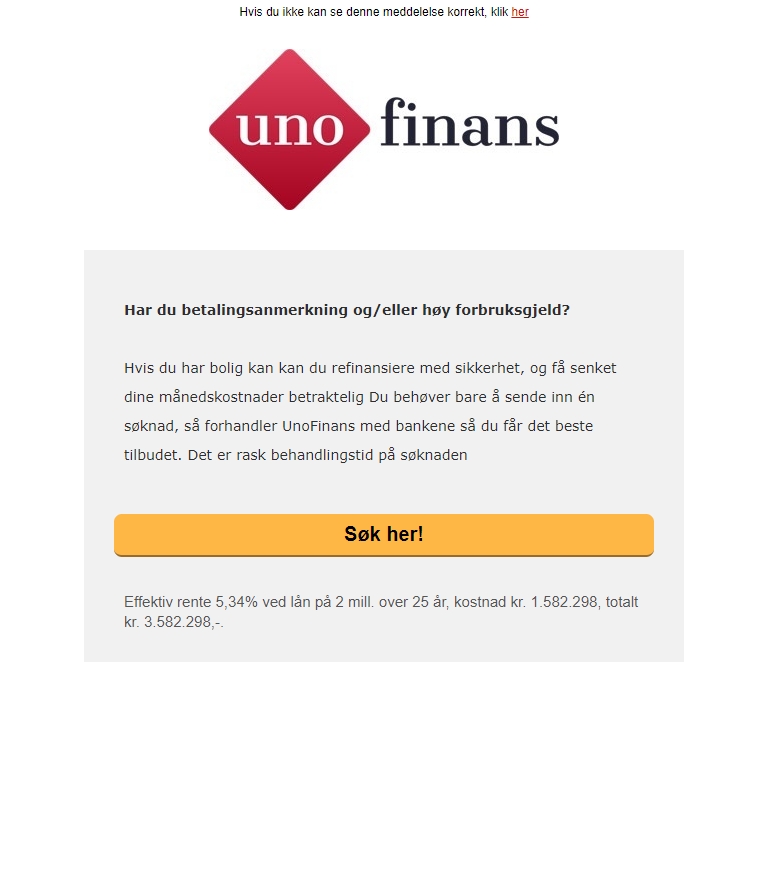 Hvis du ikke kan se denne meddelelse korrekt, klik her
uno finans
Har du betalingsanmerkning og/eller høy forbruksgjeld?
Hvis du har bolig kan kan du refinansiere med sikkerhet, og få senket
dine månedskostnader betraktelig Du behøver bare å sende inn én
søknad, så forhandler UnoFinans med bankene så du får det beste
tilbudet. Det er rask behandlingstid på søknaden
Søk her!
Effektiv rente 5,34% ved lån på 2 mill. over 25 år, kostnad kr. 1.582.298, totalt
kr. 3.582.298,-.